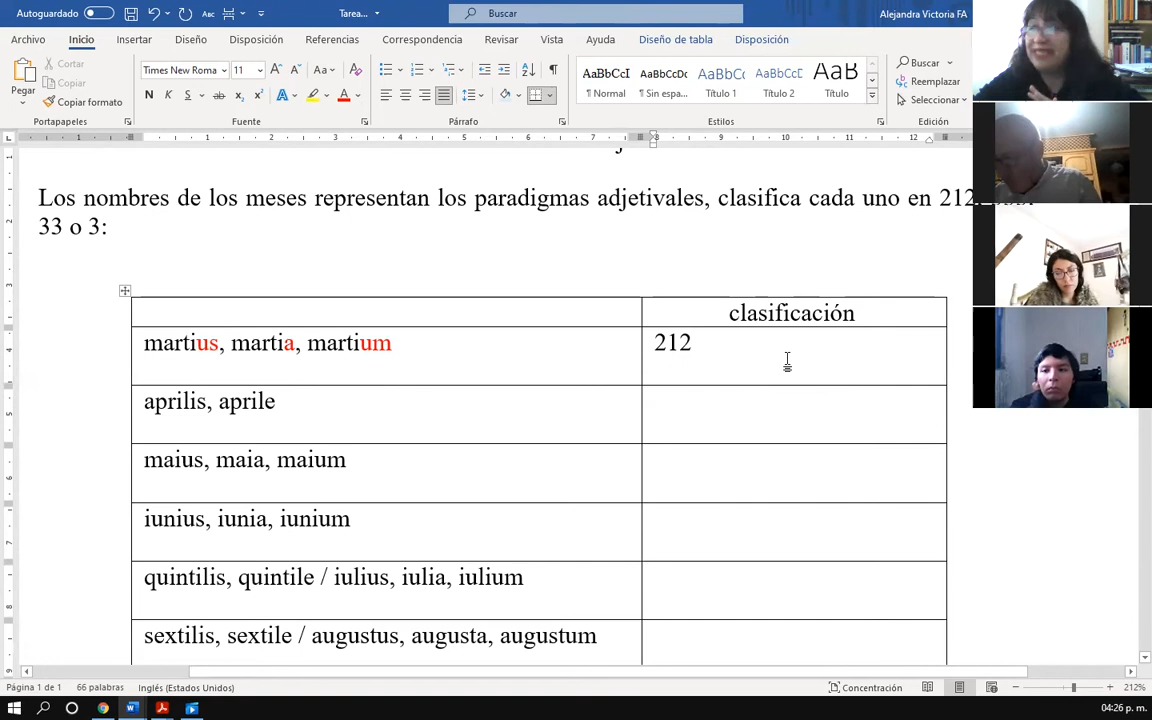 Autoguardado
Tarea...
Buscar
Alejandra Victoria FA
Archivo Inicio Insertar Diseño Disposición Referencias Correspondencia Revisar Vista Ayuda Diseño de tabla Disposición
Pegar
Cortar
Copiar
Copiar formato
Portapapeles
Times New Roma 11
Fuente
Párrafo
AaBbCcI AaBbCcDc AaBbCc AaBbCcD AaBb
¶ Normal ¶ Sin espa... Título 1 Título 2 Título
Estilos
Buscar
Reemplazar
Seleccionar
Edición
Los nombres de los meses representan los paradigmas adjetivales, clasifica cada uno en 212,
33 o 3:
clasificación
martius, martia, martium 212
aprilis, aprile
maius, maia, maium
iunius, iunia, iunium
quintilis, quintile / iulius, iulia, iulium
sextilis, sextile / augustus, augusta, augustum
Página 1 de 1 66 palabras Inglés (Estados Unidos) Concentración 212%
04:26 p. m.